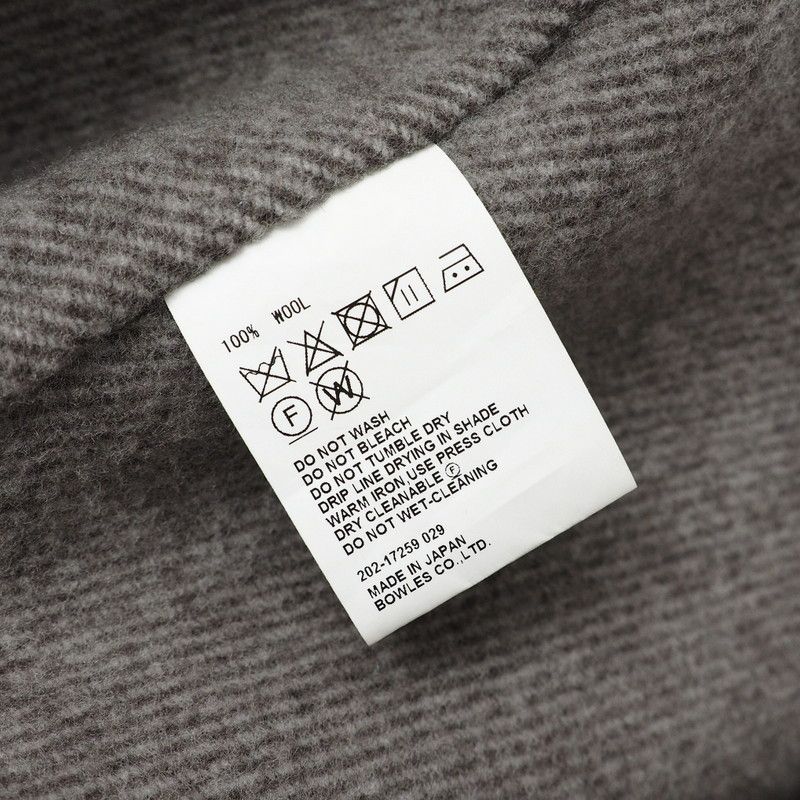 100% WOOL
F W
DO NOT WASH
DO NOT BLEACH
DO NOT TUMBLE DRY
DRIP LINE DRYING IN SHADE
WARM IRON,USE PRESS CLOTH
DRY CLEANABLE Ⓕ
DO NOT WET-CLEANING
202-17259 029
MADE IN JAPAN
BOWLES CO.,LTD.